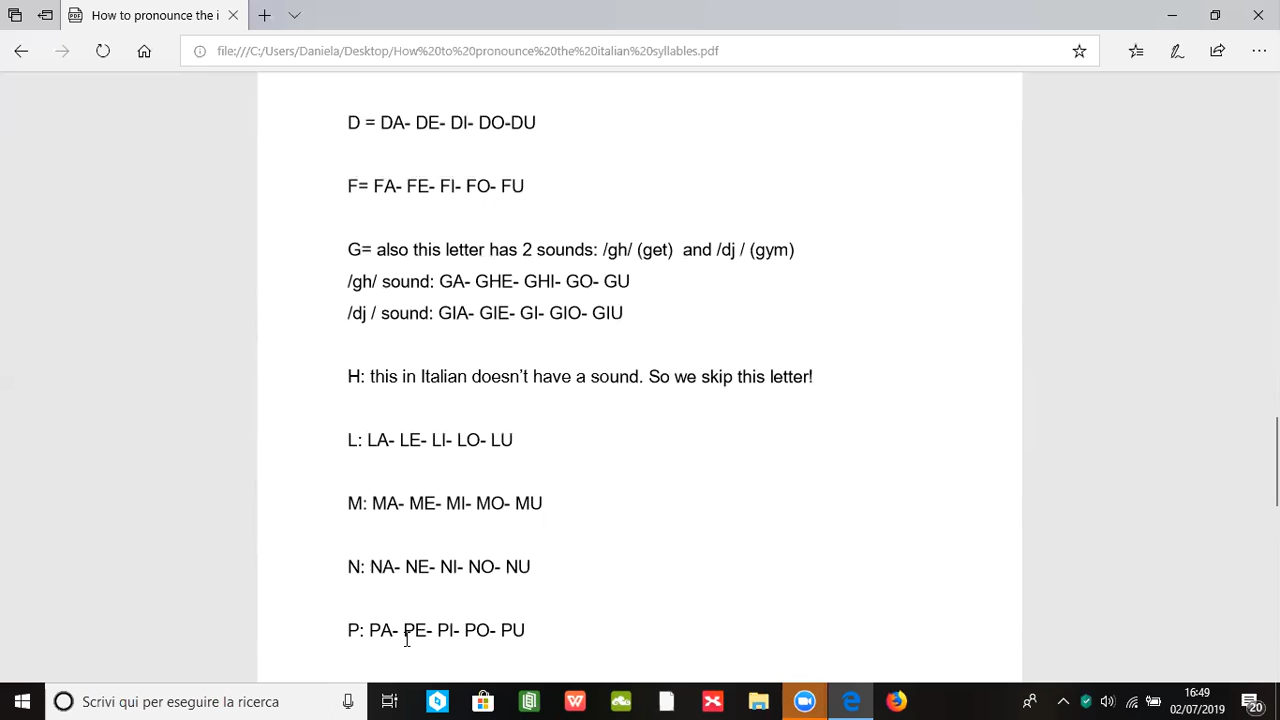 How to pronounce the i
file:///C:/Users/Daniela/Desktop/How%20to%20pronounce%20the%20italian%20syllables.pdf
D = DA- DE- DI- DO-DU
F= FA- FE- FI- FO- FU
G= also this letter has 2 sounds: /gh/ (get)  and /dj / (gym)
/gh/ sound: GA- GHE- GHI- GO- GU
/dj / sound: GIA- GIE- GI- GIO- GIU
H: this in Italian doesn't have a sound. So we skip this letter!
L: LA- LE- LI- LO- LU
M: MA- ME- MI- MO- MU
N: NA- NE- NI- NO- NU
P: PA- PE- PI- PO- PU
Scrivi qui per eseguire la ricerca
16:49
02/07/2019
20